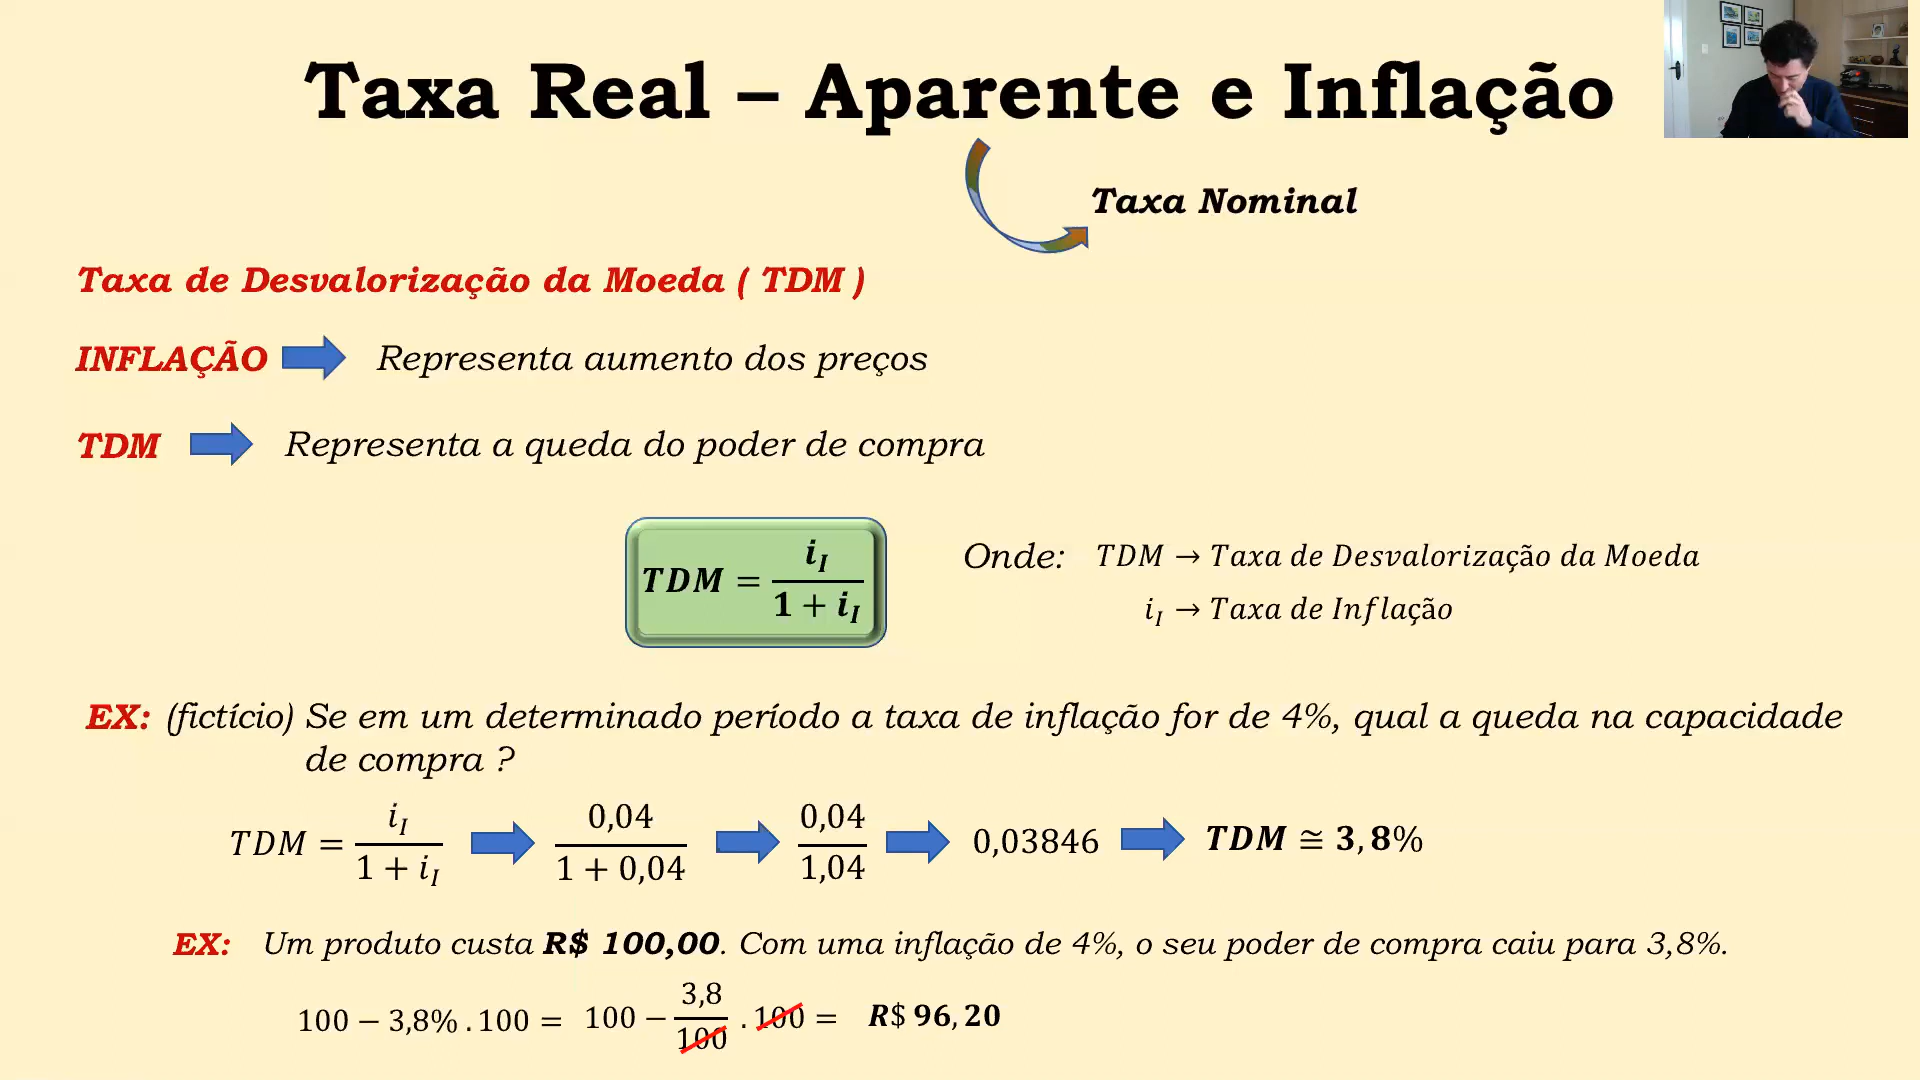 Taxa Real – Aparente e Inflação
Taxa Nominal
Taxa de Desvalorização da Moeda ( TDM )
INFLAÇÃO Representa aumento dos preços
TDM Representa a queda do poder de compra
TDM = i_I / (1 + i_I)
Onde: TDM → Taxa de Desvalorização da Moeda
i_I → Taxa de Inflação
EX: (fictício) Se em um determinado período a taxa de inflação for de 4%, qual a queda na capacidade
de compra ?
TDM = i_I / (1 + i_I) 0,04 / (1 + 0,04) 0,04 / 1,04 0,03846 TDM ≅ 3,8%
EX: Um produto custa R$ 100,00. Com uma inflação de 4%, o seu poder de compra caiu para 3,8%.
100 − 3,8% . 100 = 100 − 3,8 / 100 . 100 = R$ 96,20